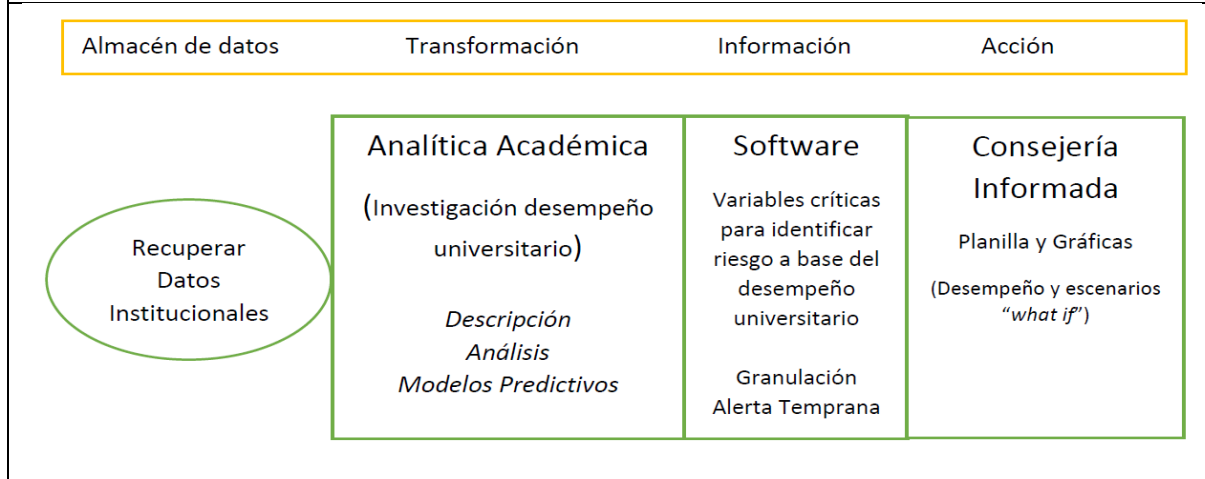 Almacén de datos Transformación Información Acción
Recuperar
Datos
Institucionales
Analítica Académica
(Investigación desempeño
universitario)
Descripción
Análisis
Modelos Predictivos
Software
Variables críticas
para identificar
riesgo a base del
desempeño
universitario
Granulación
Alerta Temprana
Consejería
Informada
Planilla y Gráficas
(Desempeño y escenarios
“what if”)